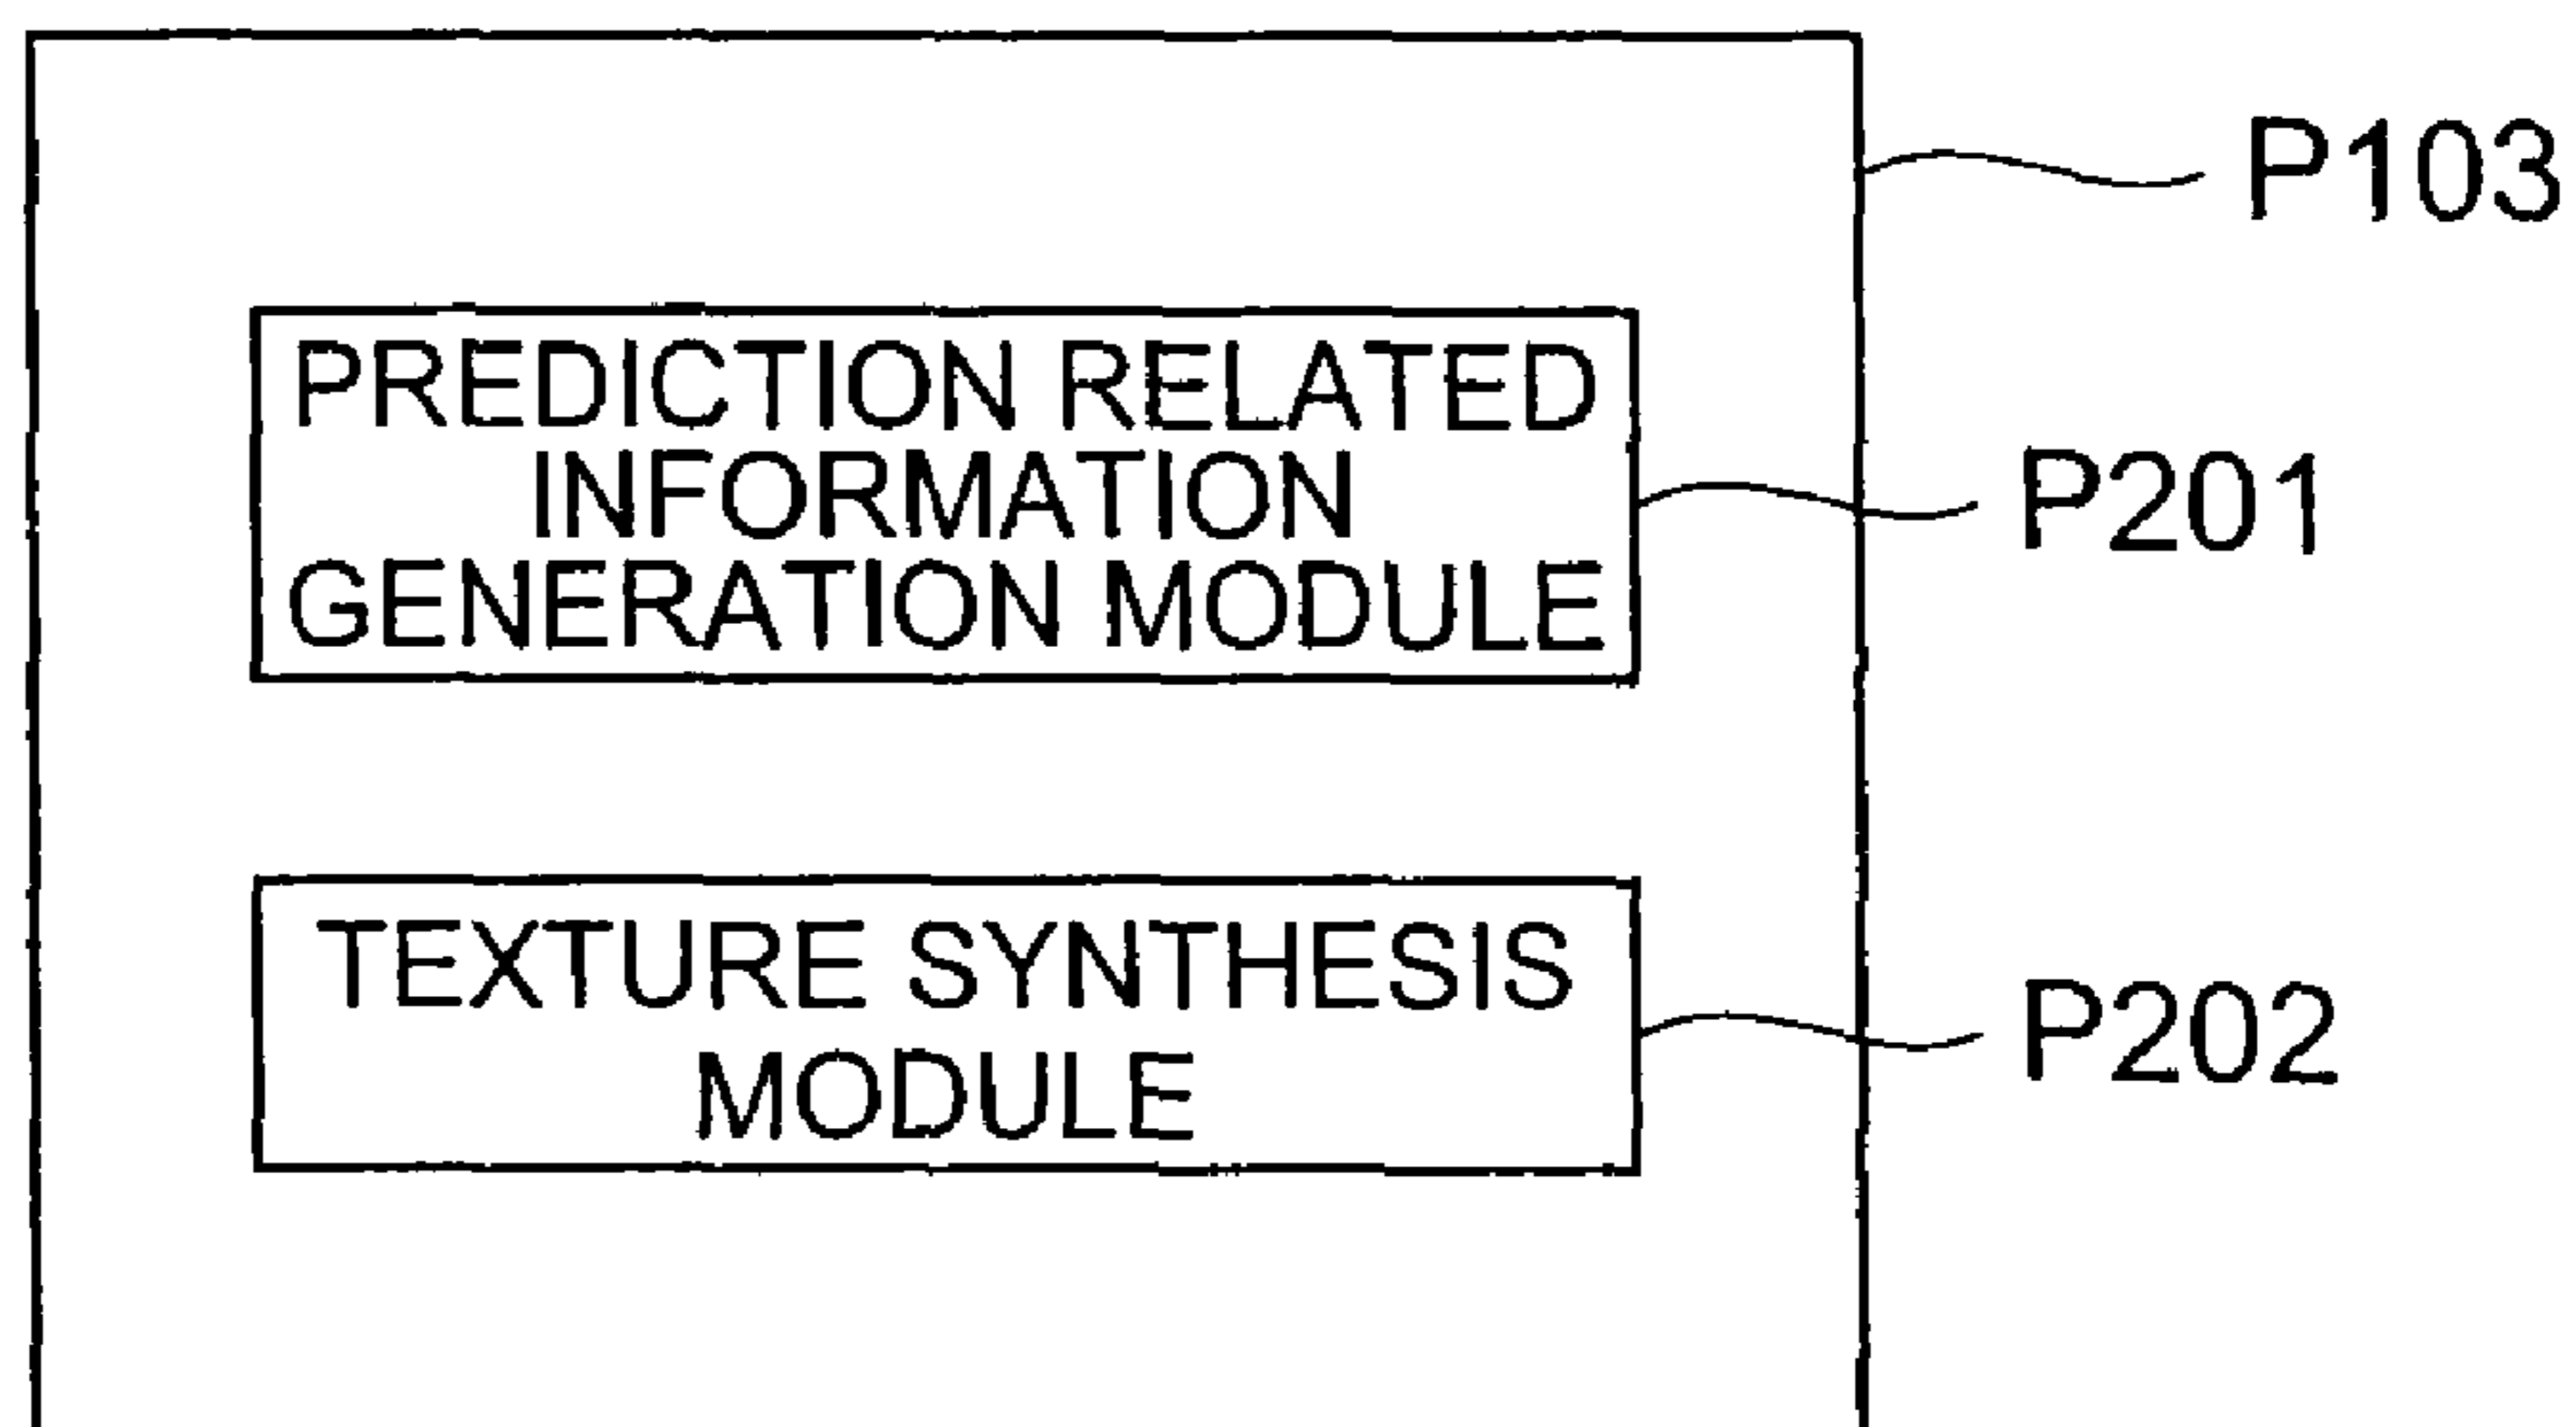 P103
PREDICTION RELATED
INFORMATION
GENERATION MODULE
P201
TEXTURE SYNTHESIS
MODULE
P202